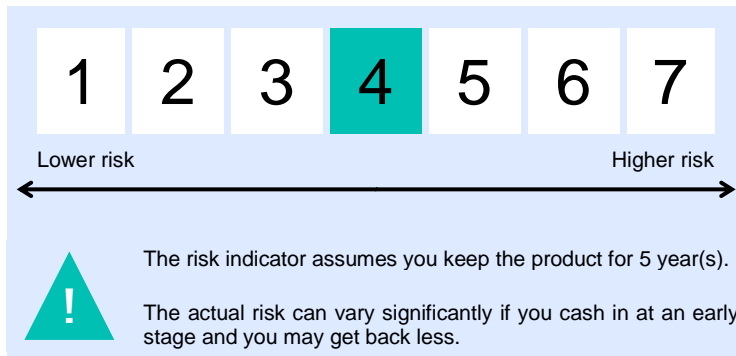 1 2 3 4 5 6 7
Lower risk Higher risk
The risk indicator assumes you keep the product for 5 year(s).
!
The actual risk can vary significantly if you cash in at an early
stage and you may get back less.